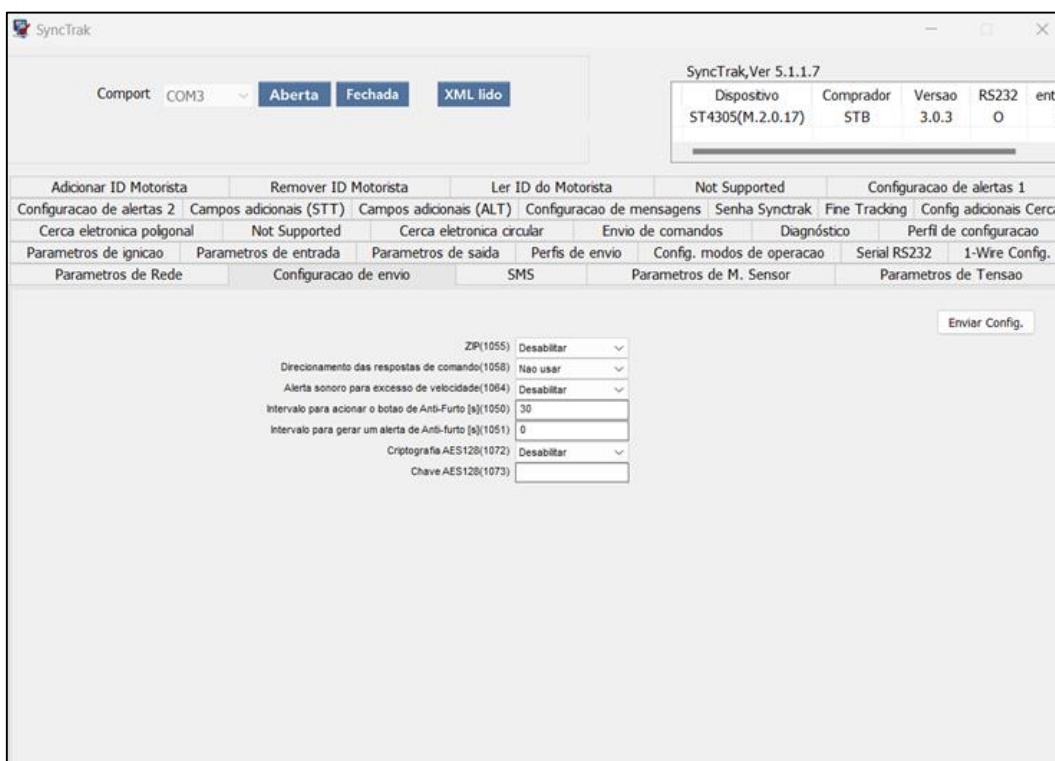 SyncTrak
SyncTrak,Ver 5.1.1.7
Comport COM3 Aberta Fechada XML lido
Dispositivo Comprador Versao RS232 ent
ST4305(M.2.0.17) STB 3.0.3 O
Adicionar ID Motorista Remover ID Motorista Ler ID do Motorista Not Supported Configuracao de alertas 1
Configuracao de alertas 2 Campos adicionais (STT) Campos adicionais (ALT) Configuracao de mensagens Senha Synctrak Fine Tracking Config adicionais Cerca
Cerca eletronica poligonal Not Supported Cerca eletronica circular Envio de comandos Diagnóstico Perfil de configuracao
Parametros de ignicao Parametros de entrada Parametros de saida Perfis de envio Config. modos de operacao Serial RS232 1-Wire Config.
Parametros de Rede Configuracao de envio SMS Parametros de M. Sensor Parametros de Tensao
Enviar Config.
ZIP(1055) Desabilitar
Direcionamento das respostas de comando(1058) Nao usar
Alerta sonoro para excesso de velocidade(1064) Desabilitar
Intervalo para acionar o botao de Anti-Furto [s](1050) 30
Intervalo para gerar um alerta de Anti-furto [s](1051) 0
Criptografia AES128(1072) Desabilitar
Chave AES128(1073)